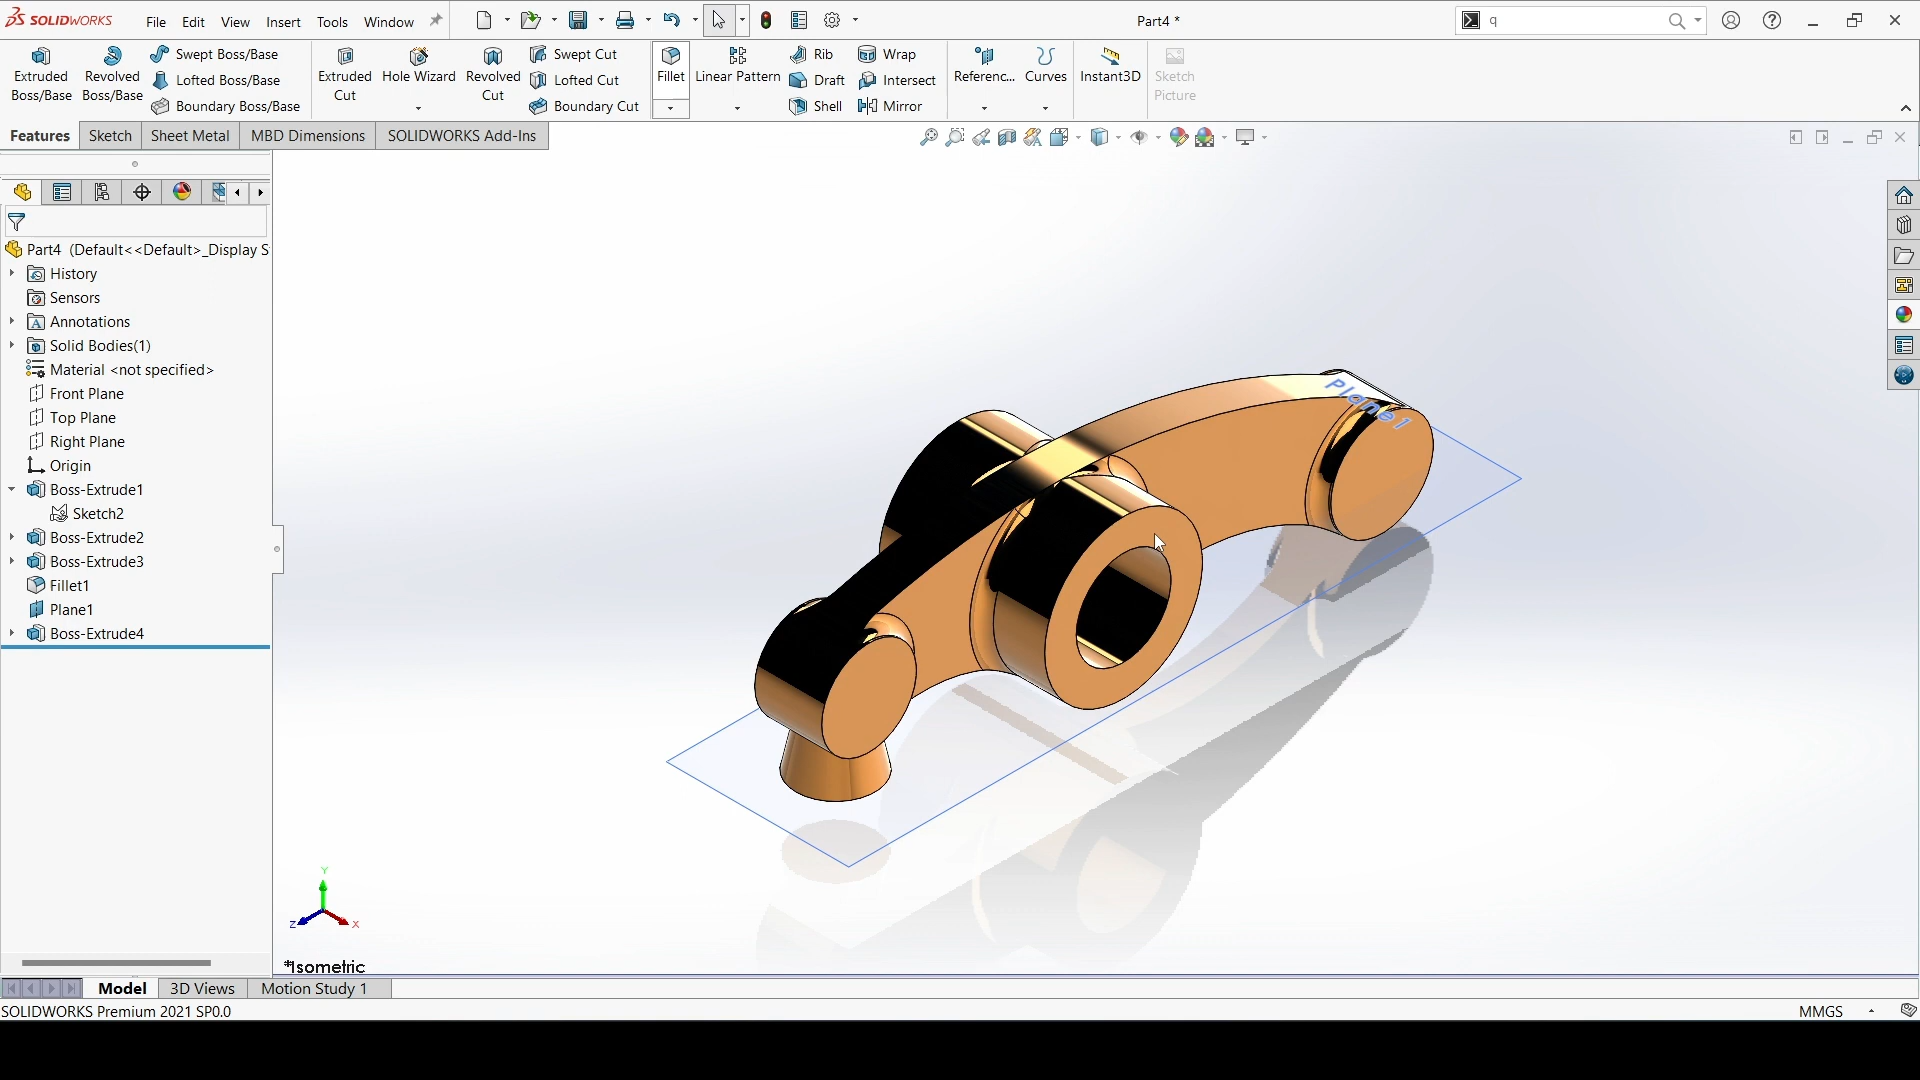 SOLIDWORKS File Edit View Insert Tools Window Part4 * q
Extruded Boss/Base Revolved Boss/Base Swept Boss/Base Lofted Boss/Base Boundary Boss/Base Extruded Cut Hole Wizard Revolved Cut Swept Cut Lofted Cut Boundary Cut Fillet Linear Pattern Rib Draft Shell Wrap Intersect Mirror Referenc... Curves Instant3D Sketch Picture
Features Sketch Sheet Metal MBD Dimensions SOLIDWORKS Add-Ins
Part4 (Default<<Default>_Display S
History
Sensors
Annotations
Solid Bodies(1)
Material <not specified>
Front Plane
Top Plane
Right Plane
Origin
Boss-Extrude1
Sketch2
Boss-Extrude2
Boss-Extrude3
Fillet1
Plane1
Boss-Extrude4
Plane1
Y
Z X
*Isometric
Model 3D Views Motion Study 1
SOLIDWORKS Premium 2021 SP0.0 MMGS